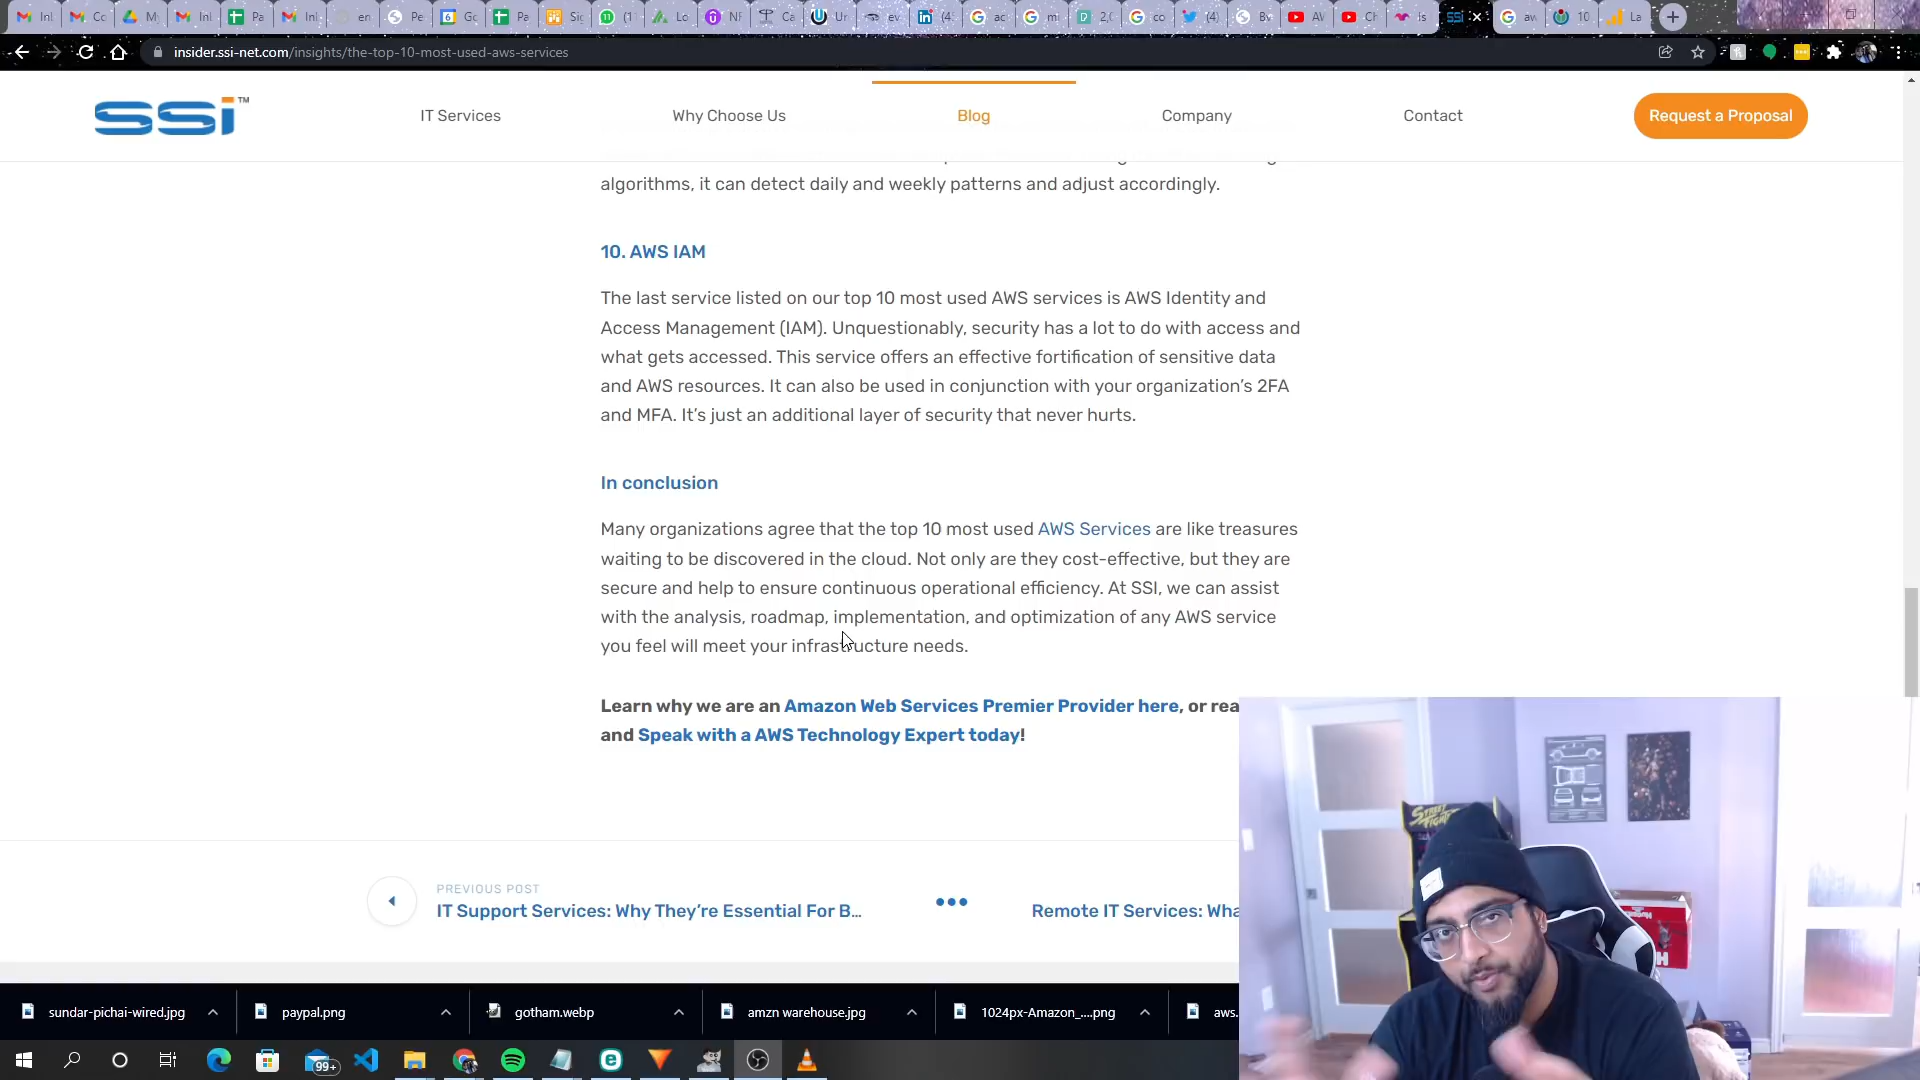 insider.ssi-net.com/insights/the-top-10-most-used-aws-services
ssi™
IT Services
Why Choose Us
Blog
Company
Contact
Request a Proposal
algorithms, it can detect daily and weekly patterns and adjust accordingly.
10. AWS IAM
The last service listed on our top 10 most used AWS services is AWS Identity and
Access Management (IAM). Unquestionably, security has a lot to do with access and
what gets accessed. This service offers an effective fortification of sensitive data
and AWS resources. It can also be used in conjunction with your organization's 2FA
and MFA. It's just an additional layer of security that never hurts.
In conclusion
Many organizations agree that the top 10 most used AWS Services are like treasures
waiting to be discovered in the cloud. Not only are they cost-effective, but they are
secure and help to ensure continuous operational efficiency. At SSI, we can assist
with the analysis, roadmap, implementation, and optimization of any AWS service
you feel will meet your infrastructure needs.
Learn why we are an Amazon Web Services Premier Provider here, or rea
and Speak with a AWS Technology Expert today!
PREVIOUS POST
IT Support Services: Why They're Essential For B...
Remote IT Services: Wha
STREET FIGHTER
sundar-pichai-wired.jpg
paypal.png
gotham.webp
amzn warehouse.jpg
1024px-Amazon_....png
aws.
99+